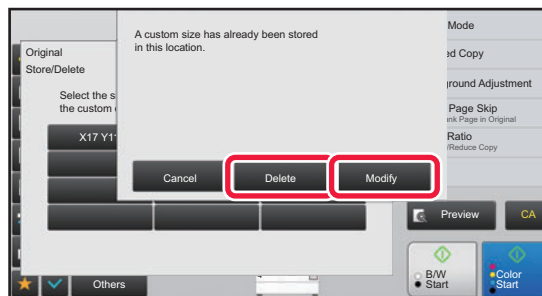 A custom size has already been stored
in this location.
Cancel
Delete
Modify
Original
Store/Delete
Select the s
the custom
X17 Y1
Others
Mode
ed Copy
round Adjustment
Page Skip
nk Page in Original
Ratio
/Reduce Copy
Preview
CA
B/W
Start
Color
Start